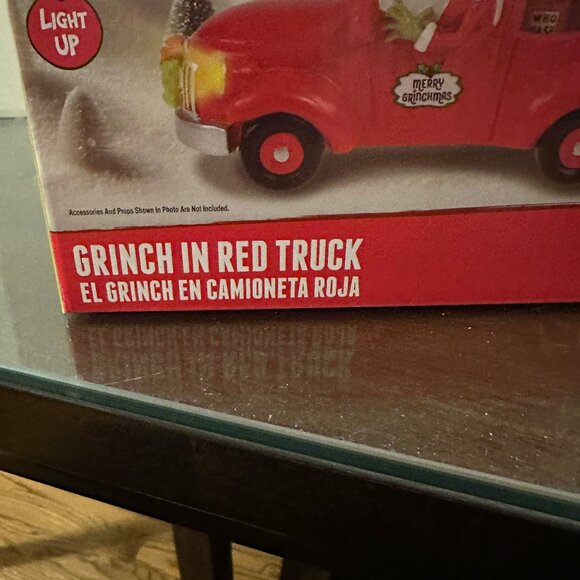 LIGHT
UP
WHO
MERRY
GRINCHMAS
Accessories And Props Shown In Photo Are Not Included.
GRINCH IN RED TRUCK
EL GRINCH EN CAMIONETA ROJA